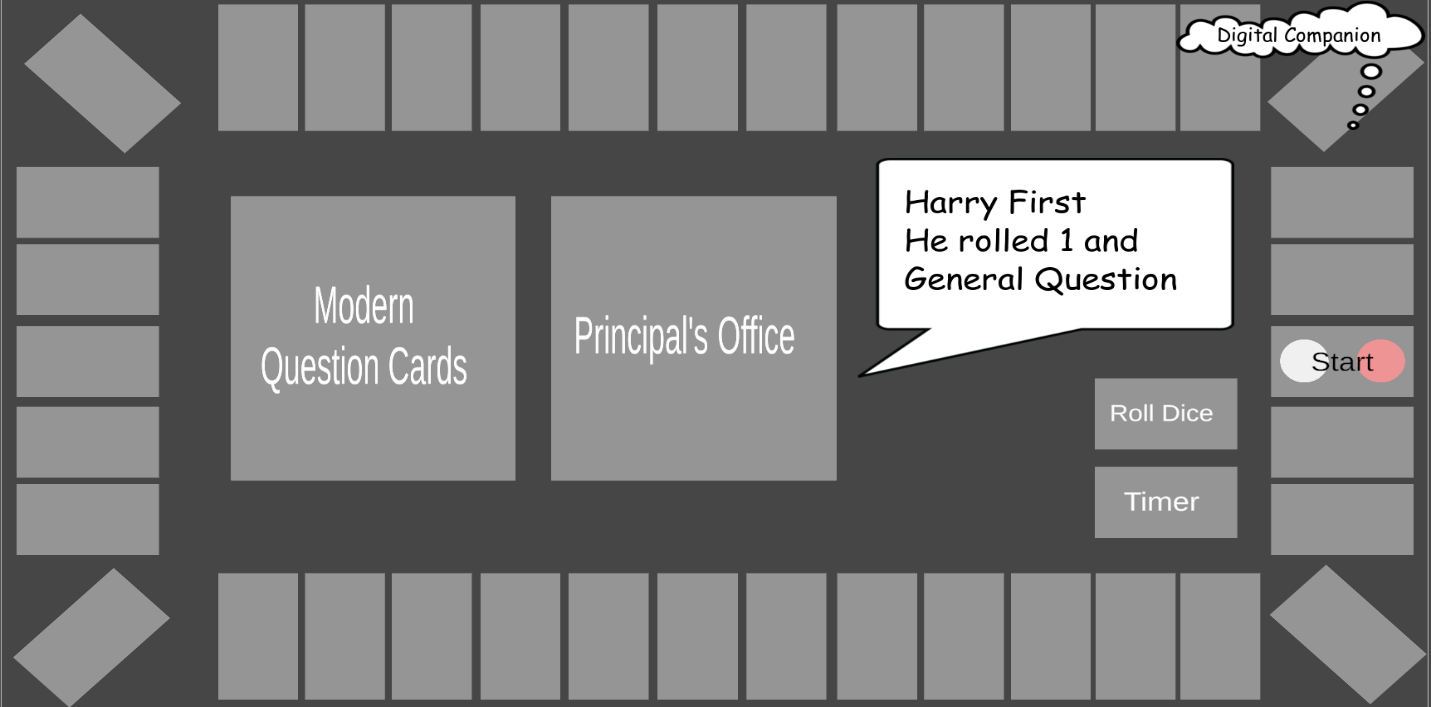 Digital Companion
Harry First
He rolled 1 and
General Question
Modern
Question Cards
Principal's Office
Start
Roll Dice
Timer